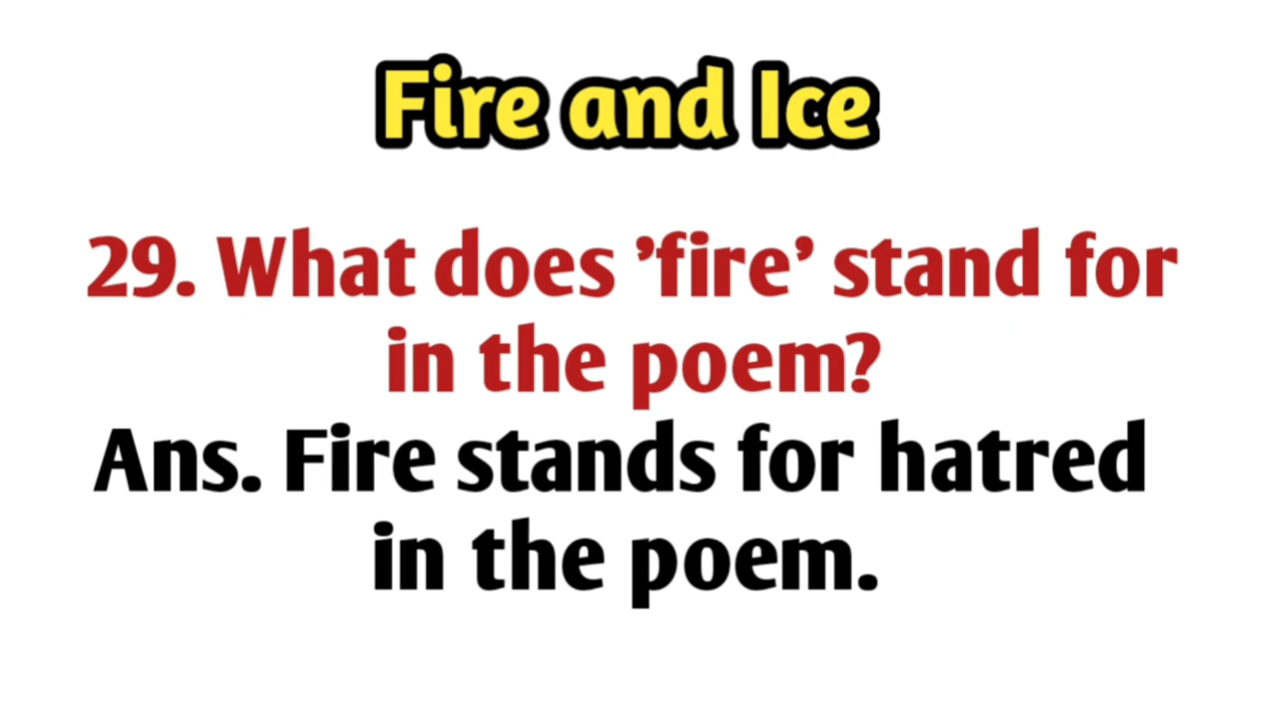 Fire and Ice
29. What does ’fire’ stand for
in the poem?
Ans. Fire stands for hatred
in the poem.